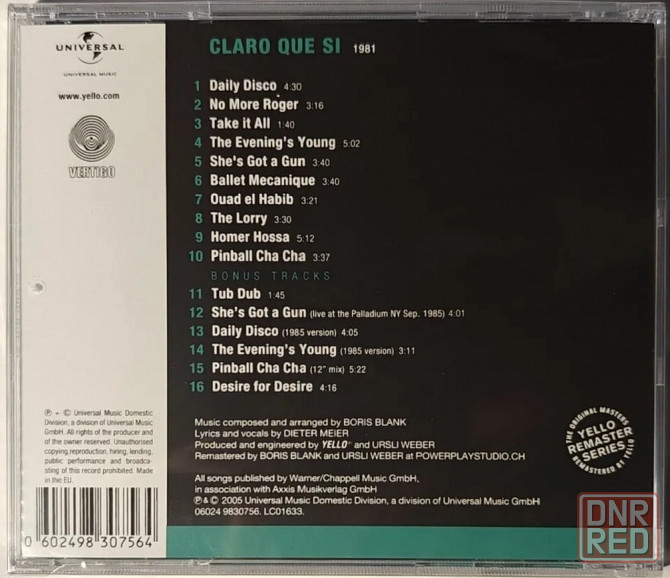 UNIVERSAL
UNIVERSAL MUSIC
www.yello.com
VERTIGO
CLARO QUE SI 1981
1 Daily Disco 4:30
2 No More Roger 3:16
3 Take it All 1:40
4 The Evening's Young 5:02
5 She's Got a Gun 3:40
6 Ballet Mecanique 3:40
7 Ouad el Habib 3:21
8 The Lorry 3:30
9 Homer Hossa 5:12
10 Pinball Cha Cha 3:37
BONUS TRACKS
11 Tub Dub 1:45
12 She's Got a Gun (live at the Palladium NY Sep. 1985) 4:01
13 Daily Disco (1985 version) 4:05
14 The Evening's Young (1985 version) 3:11
15 Pinball Cha Cha (12" mix) 5:22
16 Desire for Desire 4:16
Music composed and arranged by BORIS BLANK
Lyrics and vocals by DIETER MEIER
Produced and engineered by YELLO and URSLI WEBER
Remastered by BORIS BLANK and URSLI WEBER at POWERPLAYSTUDIO.CH
All songs published by Warner/Chappell Music GmbH,
in association with Axxis Musikverlag GmbH
℗ & © 2005 Universal Music Domestic Division, a division of Universal Music GmbH
06024 9830756. LC01633.
℗ + © Universal Music Domestic
Division, a division of Universal Music
GmbH. All rights of the producer and
of the owner reserved. Unauthorised
copying, reproduction, hiring, lending,
public performance and broadcas-
ting of this record prohibited. Made
in the EU.
0 602498 307564
THE ORIGINAL MASTERS
YELLO
REMASTER
SERIES
REMASTERED BY YELLO
DNR
RED